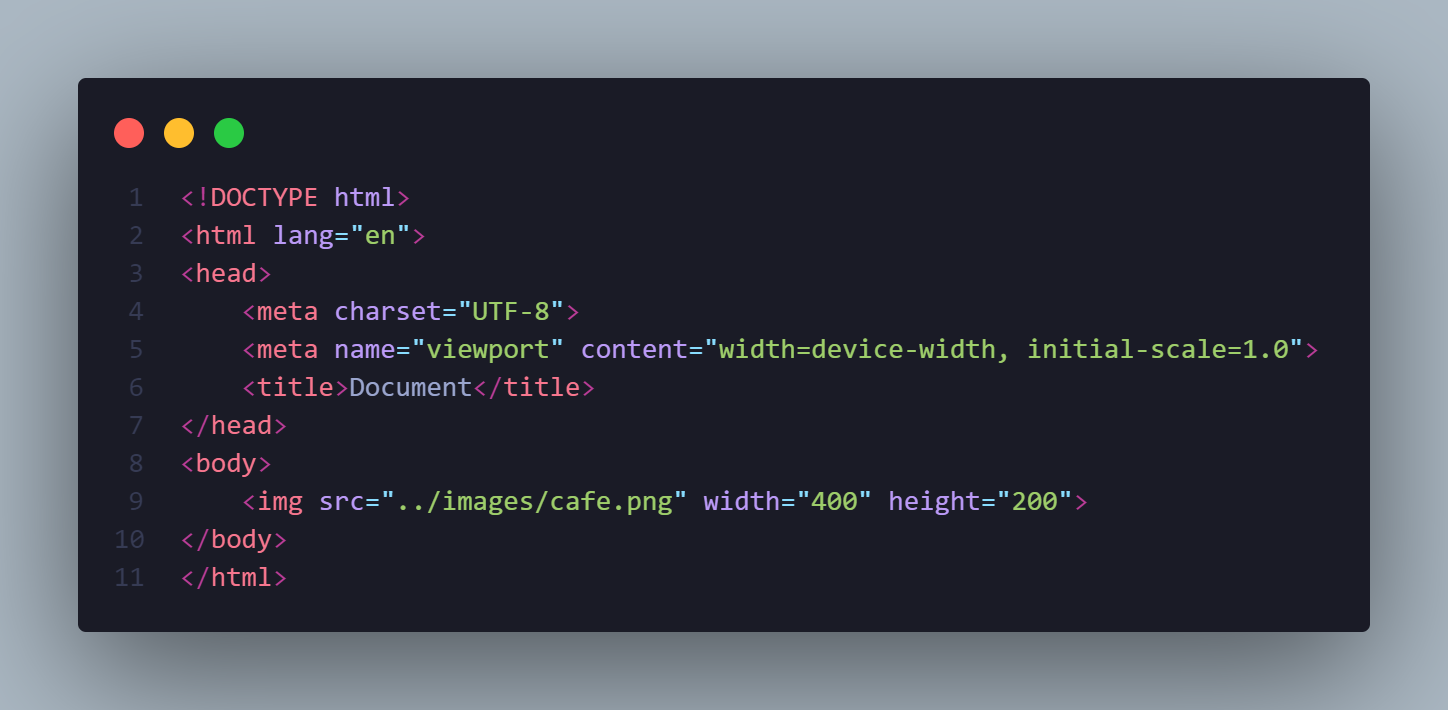 1 <!DOCTYPE html>
2 <html lang="en">
3 <head>
4     <meta charset="UTF-8">
5     <meta name="viewport" content="width=device-width, initial-scale=1.0">
6     <title>Document</title>
7 </head>
8 <body>
9     <img src="../images/cafe.png" width="400" height="200">
10 </body>
11 </html>